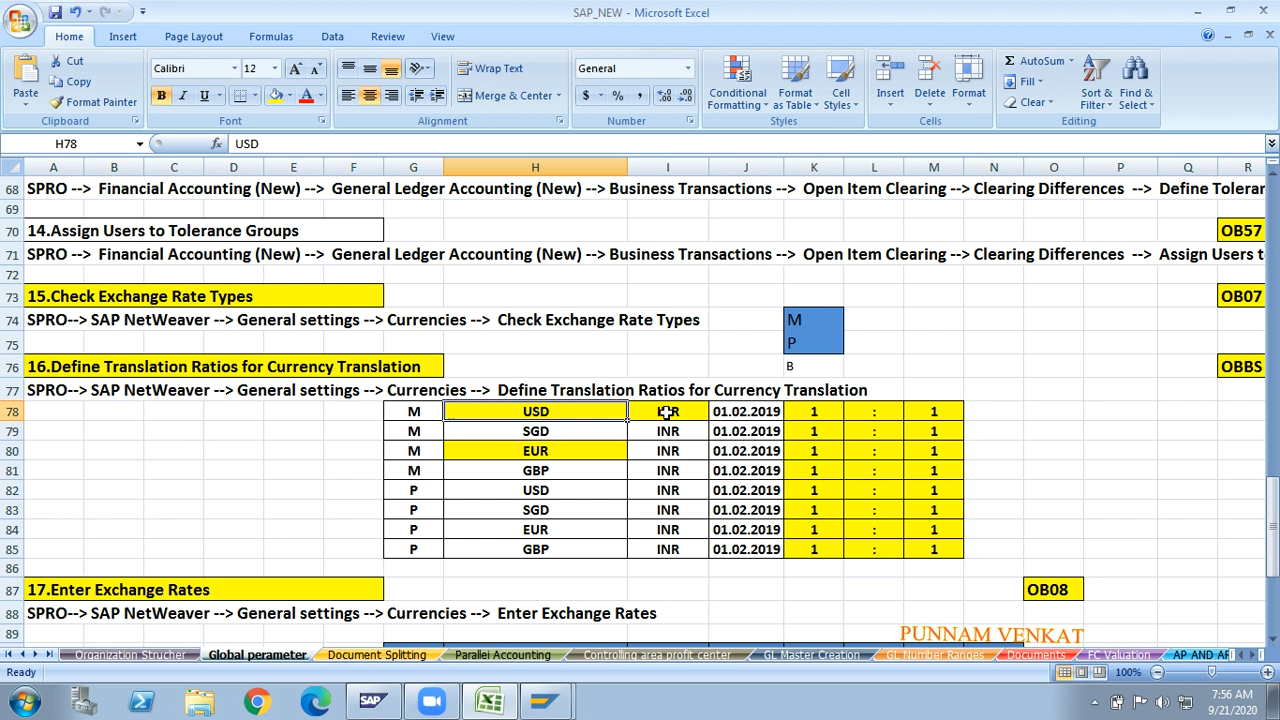 SAP_NEW - Microsoft Excel
Home Insert Page Layout Formulas Data Review View
Cut Calibri 12 Wrap Text General AutoSum
Copy Fill
Paste Format Painter B I U Merge & Center $ % , Conditional Formatting Format as Table Cell Styles Insert Delete Format Clear Sort & Filter Find & Select
Clipboard Font Alignment Number Styles Cells Editing
H78 fx USD
A B C D E F G H I J K L M N O P Q R
68 SPRO --> Financial Accounting (New) --> General Ledger Accounting (New) --> Business Transactions --> Open Item Clearing --> Clearing Differences --> Define Tolerar
69
70 14.Assign Users to Tolerance Groups OB57
71 SPRO --> Financial Accounting (New) --> General Ledger Accounting (New) --> Business Transactions --> Open Item Clearing --> Clearing Differences --> Assign Users t
72
73 15.Check Exchange Rate Types OB07
74 SPRO--> SAP NetWeaver --> General settings --> Currencies --> Check Exchange Rate Types M
75 P
76 16.Define Translation Ratios for Currency Translation B OBBS
77 SPRO--> SAP NetWeaver --> General settings --> Currencies --> Define Translation Ratios for Currency Translation
78 M USD INR 01.02.2019 1 : 1
79 M SGD INR 01.02.2019 1 : 1
80 M EUR INR 01.02.2019 1 : 1
81 M GBP INR 01.02.2019 1 : 1
82 P USD INR 01.02.2019 1 : 1
83 P SGD INR 01.02.2019 1 : 1
84 P EUR INR 01.02.2019 1 : 1
85 P GBP INR 01.02.2019 1 : 1
86
87 17.Enter Exchange Rates OB08
88 SPRO--> SAP NetWeaver --> General settings --> Currencies --> Enter Exchange Rates
89 PUNNAM VENKAT
Organization Strucher Global perameter Document Splitting Parallel Accounting Controlling area profit center GL Master Creation GL Number Ranges Documents FC Valuation AP AND AR
Ready 100%
SAP 7:56 AM
9/21/2020